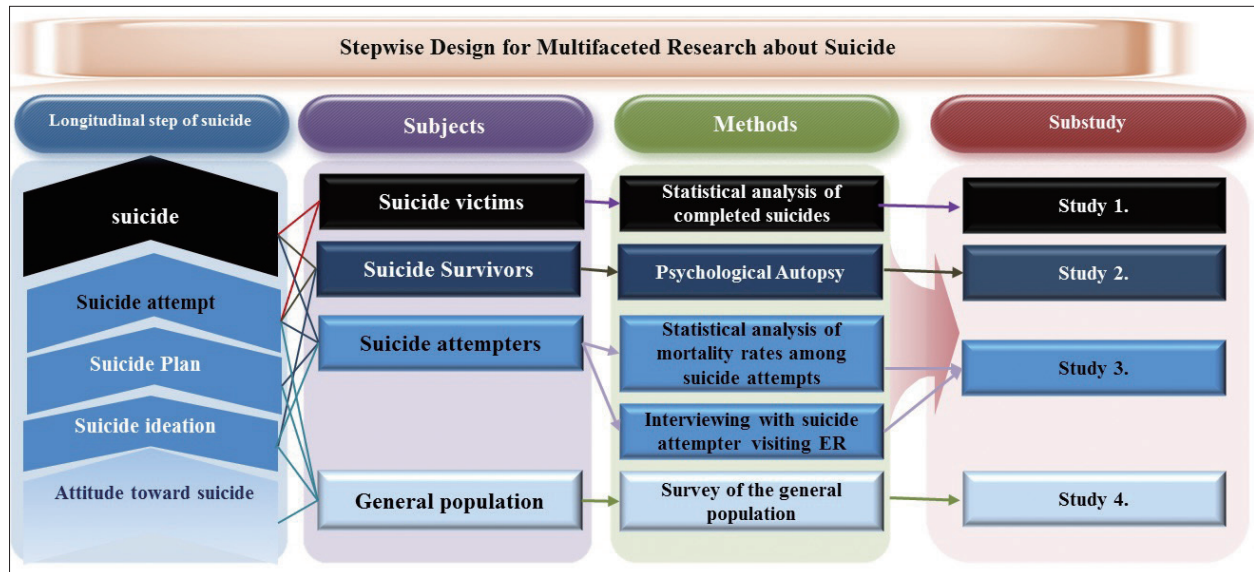 Stepwise Design for Multifaceted Research about Suicide
Longitudinal step of suicide
Subjects
Methods
Substudy
suicide
Suicide attempt
Suicide Plan
Suicide ideation
Attitude toward suicide
Suicide victims
Suicide Survivors
Suicide attempters
General population
Statistical analysis of
completed suicides
Psychological Autopsy
Statistical analysis of
mortality rates among
suicide attempts
Interviewing with suicide
attempter visiting ER
Survey of the general
population
Study 1.
Study 2.
Study 3.
Study 4.